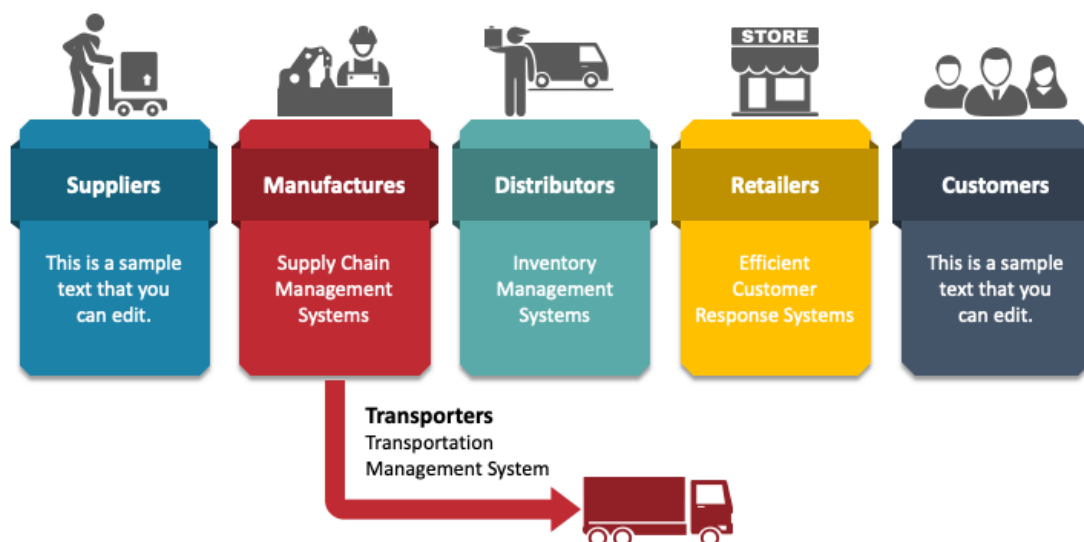 STORE
Suppliers
This is a sample
text that you
can edit.
Manufactures
Supply Chain
Management
Systems
Distributors
Inventory
Management
Systems
Retailers
Efficient
Customer
Response Systems
Customers
This is a sample
text that you
can edit.
Transporters
Transportation
Management System